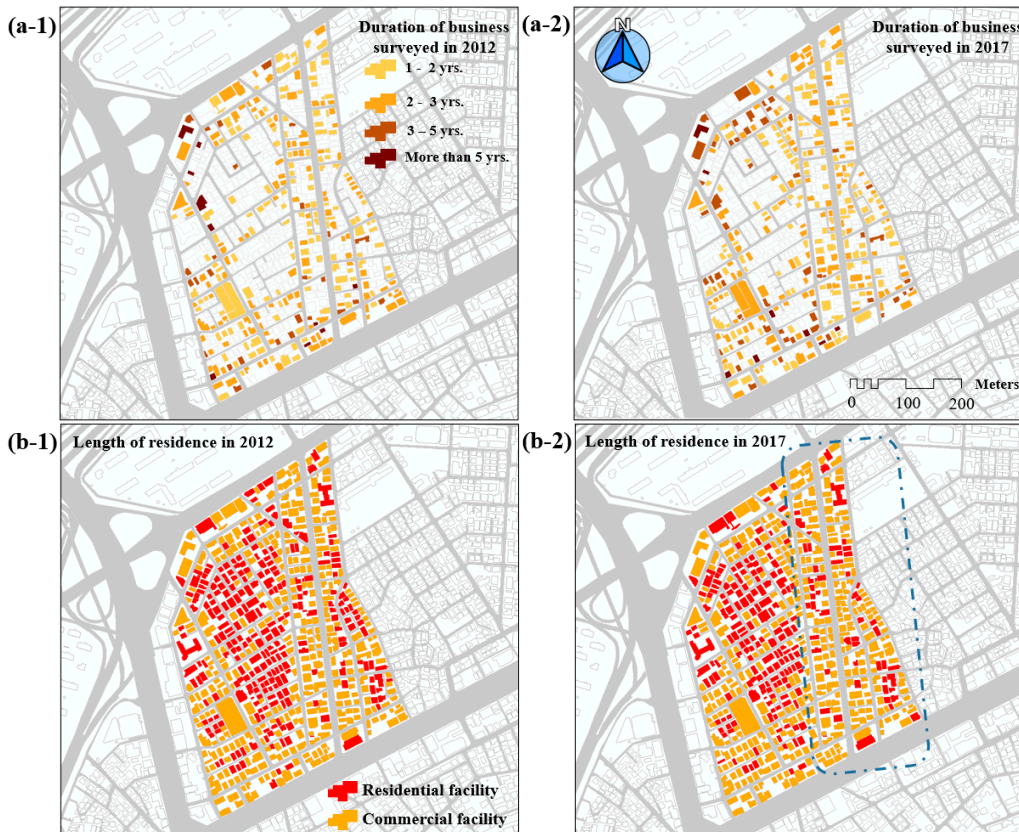 (a-1)
Duration of business
surveyed in 2012
1 - 2 yrs.
2 - 3 yrs.
3 – 5 yrs.
More than 5 yrs.
(a-2)
N
Duration of business
surveyed in 2017
Meters
0 100 200
(b-1)
Length of residence in 2012
Residential facility
Commercial facility
(b-2)
Length of residence in 2017